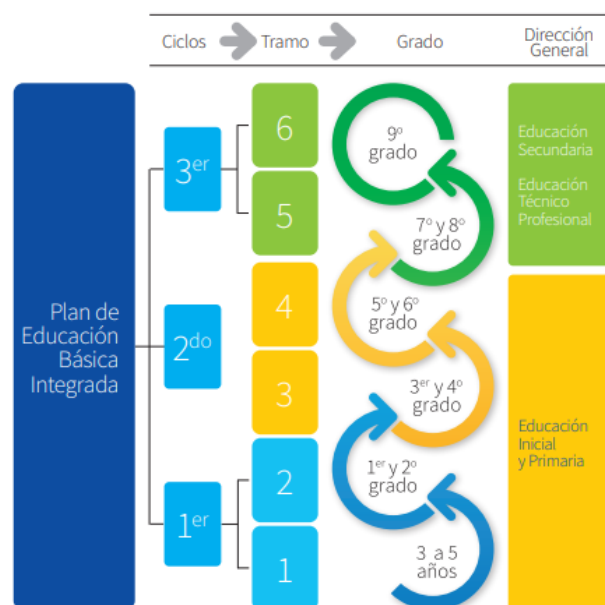 Ciclos
Tramo
Grado
Dirección
General
Plan de
Educación
Básica
Integrada
3er
2do
1er
6
5
4
3
2
1
9º
grado
7º y 8º
grado
5º y 6º
grado
3er y 4º
grado
1er y 2º
grado
3 a 5
años
Educación
Secundaria
Educación
Técnico
Profesional
Educación
Inicial
y Primaria